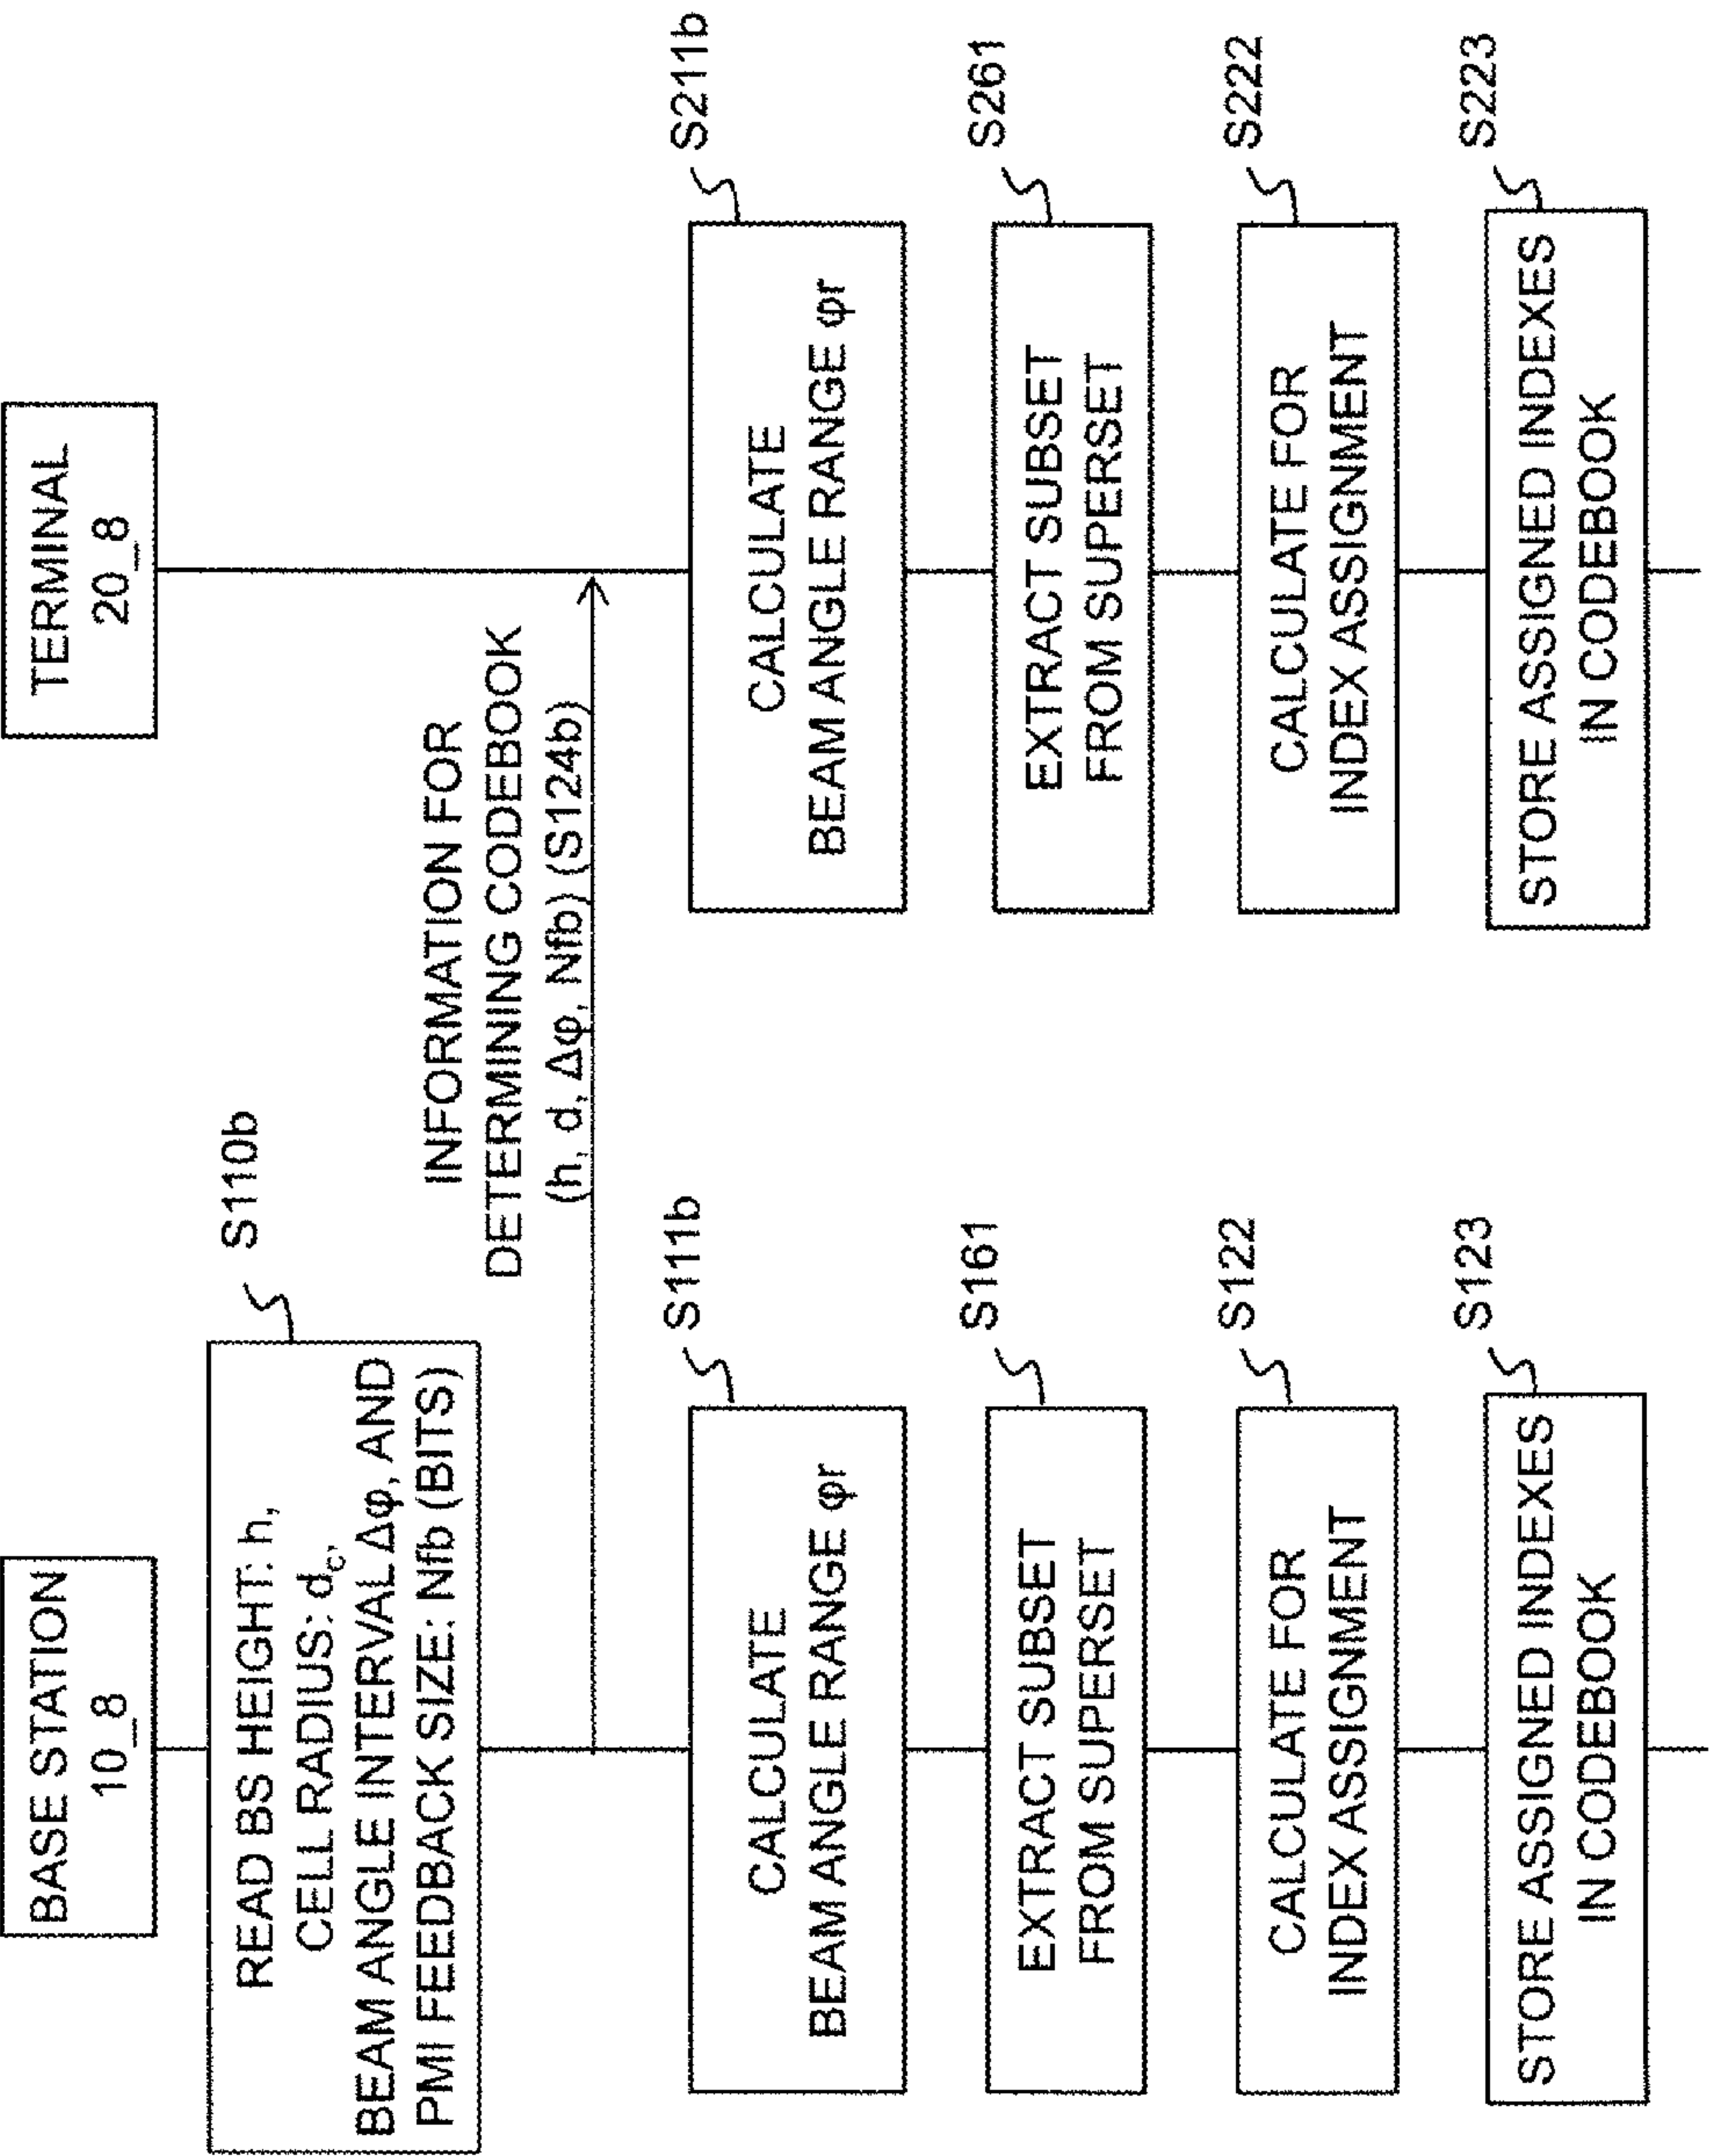 BASE STATION
10_8
TERMINAL
20_8
S110b
READ BS HEIGHT: h,
CELL RADIUS: dc,
BEAM ANGLE INTERVAL Δφ, AND
PMI FEEDBACK SIZE: Nfb (BITS)
INFORMATION FOR
DETERMINING CODEBOOK
(h, d, Δφ, Nfb) (S124b)
S111b
CALCULATE
BEAM ANGLE RANGE φr
S211b
CALCULATE
BEAM ANGLE RANGE φr
S161
EXTRACT SUBSET
FROM SUPERSET
S261
EXTRACT SUBSET
FROM SUPERSET
S122
CALCULATE FOR
INDEX ASSIGNMENT
S222
CALCULATE FOR
INDEX ASSIGNMENT
S123
STORE ASSIGNED INDEXES
IN CODEBOOK
S223
STORE ASSIGNED INDEXES
IN CODEBOOK